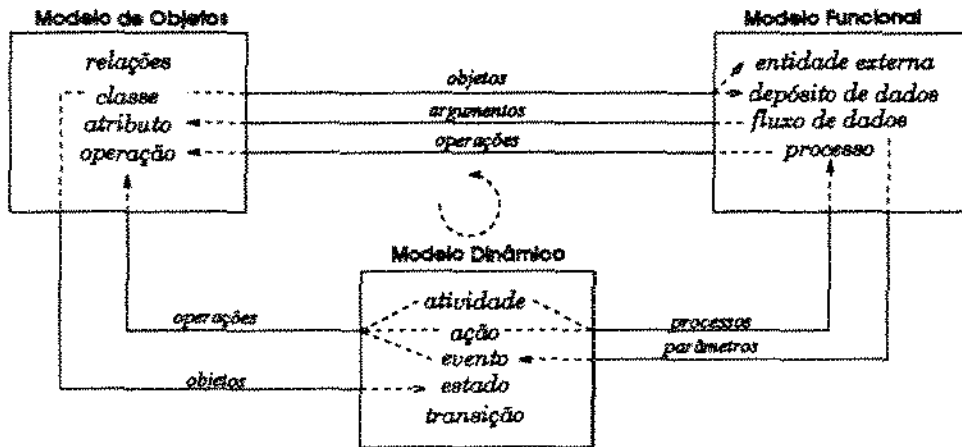 Modelo de Objetos
relações
classe
atributo
operação
objetos
argumentos
operações
Modelo Funcional
entidade externa
depósito de dados
fluxo de dados
processo
Modelo Dinâmico
atividade
ação
evento
estado
transição
operações
objetos
processos
parâmetros